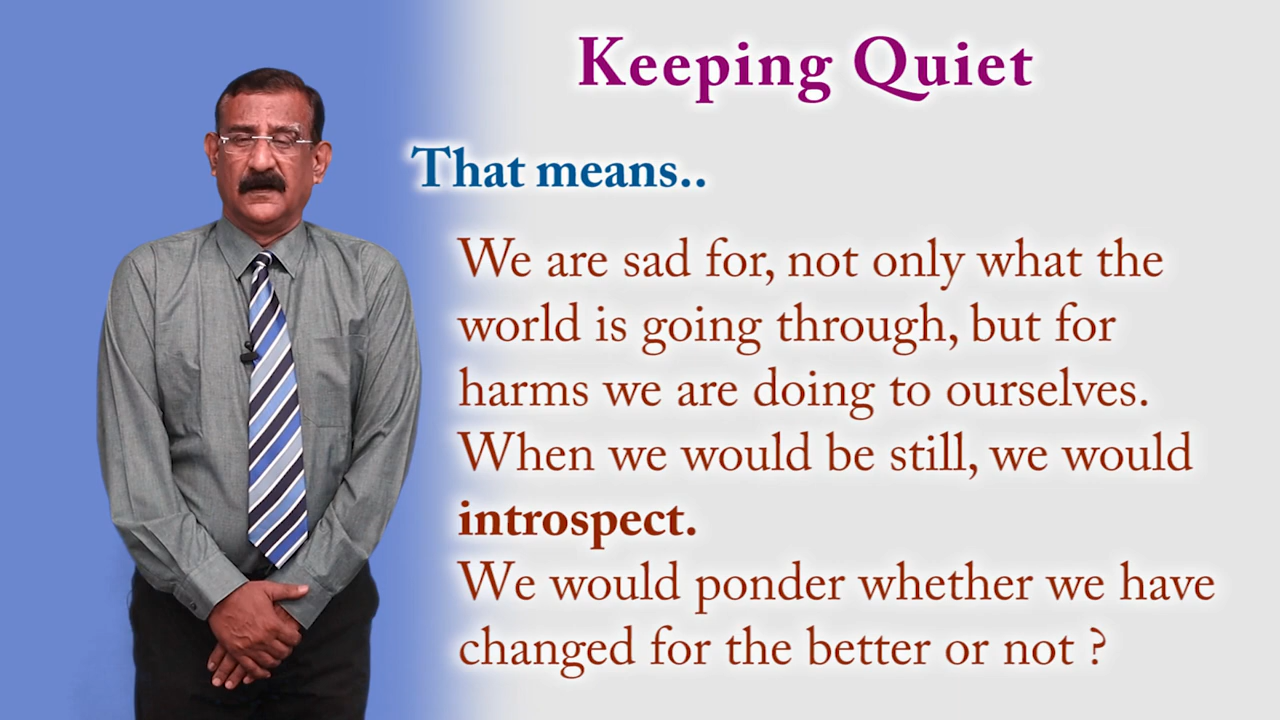 Keeping Quiet
That means..
We are sad for, not only what the
world is going through, but for
harms we are doing to ourselves.
When we would be still, we would
introspect.
We would ponder whether we have
changed for the better or not ?